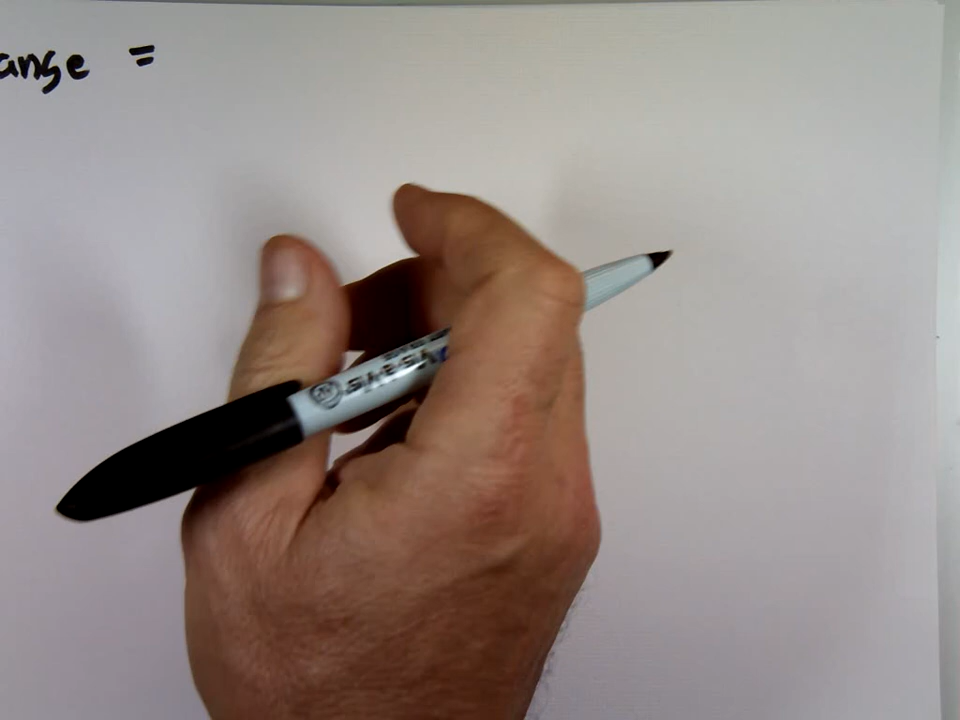 ange =